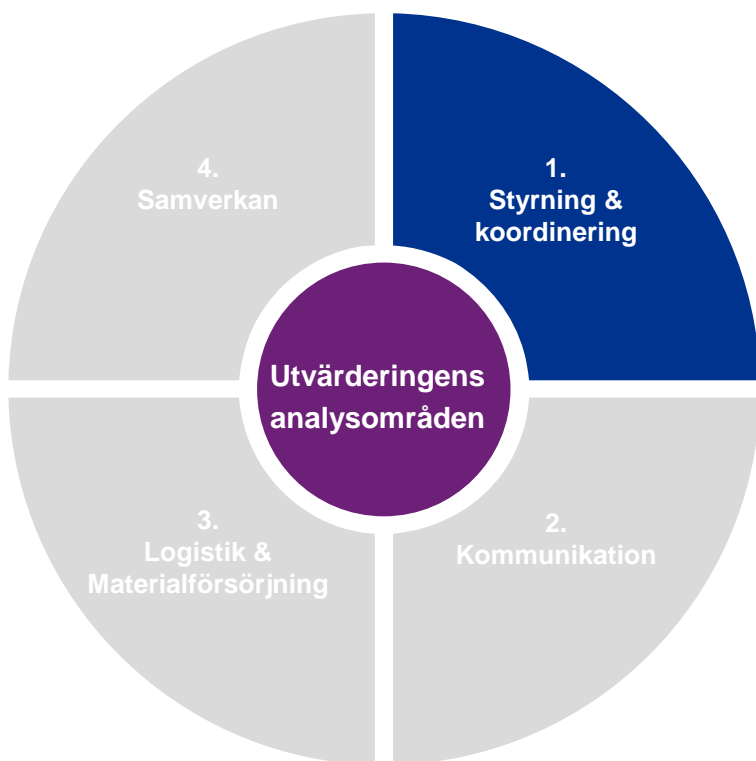 1.
Styrning &
koordinering
2.
Kommunikation
3.
Logistik &
Materialförsörjning
4.
Samverkan
Utvärderingens
analysområden